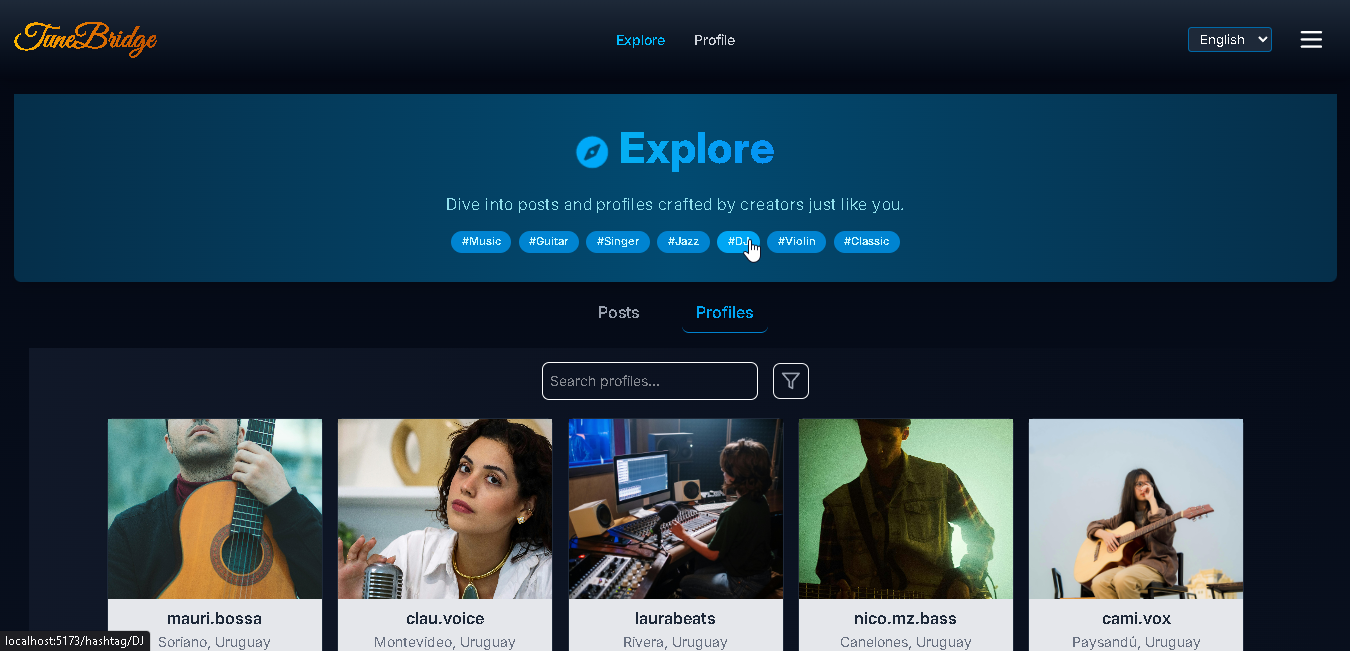 TuneBridge
Explore Profile English
Explore
Dive into posts and profiles crafted by creators just like you.
#Music #Guitar #Singer #Jazz #DJ #Violin #Classic
Posts Profiles
Search profiles...
mauri.bossa clau.voice laurabeats nico.mz.bass cami.vox
Soriano, Uruguay Montevideo, Uruguay Rivera, Uruguay Canelones, Uruguay Paysandú, Uruguay
localhost:5173/hashtag/DJ